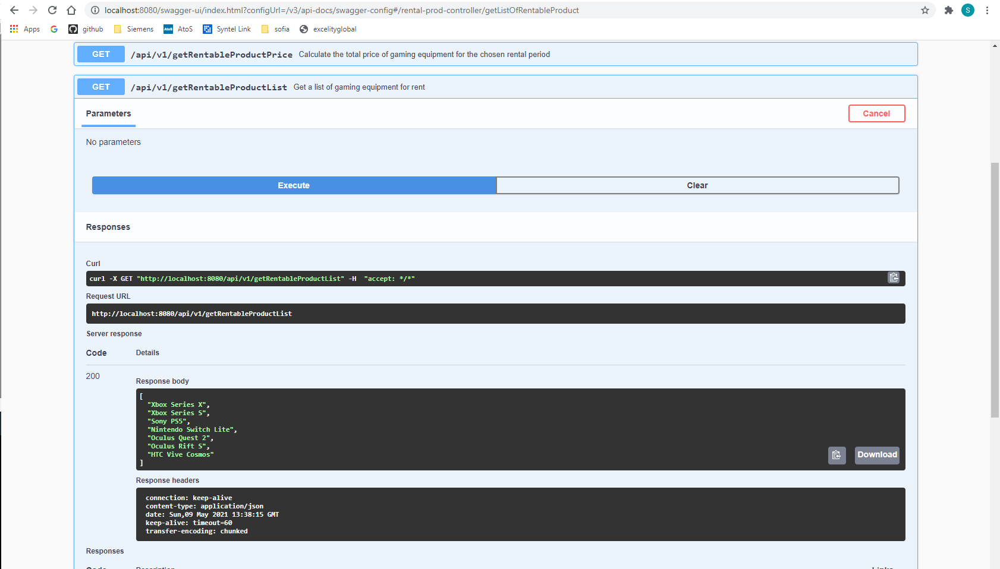 localhost:8080/swagger-ui/index.html?configUrl=/v3/api-docs/swagger-config#/rental-prod-controller/getListOfRentableProduct
S
Apps G github Siemens AtoS AtoS Syntel Link sofia excelityglobal
GET /api/v1/getRentableProductPrice Calculate the total price of gaming equipment for the chosen rental period
GET /api/v1/getRentableProductList Get a list of gaming equipment for rent
Parameters Cancel
No parameters
Execute Clear
Responses
Curl
curl -X GET "http://localhost:8080/api/v1/getRentableProductList" -H  "accept: */*"
Request URL
http://localhost:8080/api/v1/getRentableProductList
Server response
Code Details
200
Response body
[
"Xbox Series X",
"Xbox Series S",
"Sony PS5",
"Nintendo Switch Lite",
"Oculus Quest 2",
"Oculus Rift S",
"HTC Vive Cosmos"
]
Download
Response headers
connection: keep-alive
content-type: application/json
date: Sun,09 May 2021 13:38:15 GMT
keep-alive: timeout=60
transfer-encoding: chunked
Responses
Code Description Links